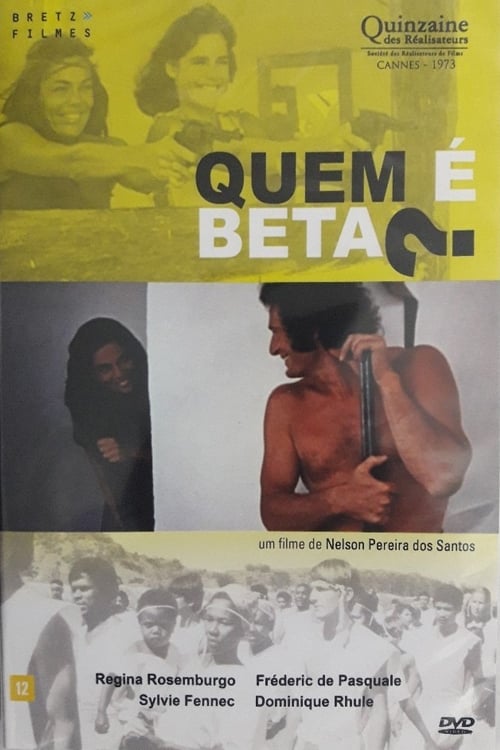 BRETZ»
FILMES
Quinzaine
des Réalisateurs
Société des Réalisateurs de Films
CANNES - 1973
QUEM É
BETA?
um filme de Nelson Pereira dos Santos
Regina Rosemburgo Fréderic de Pasquale
Sylvie Fennec Dominique Rhule
12
DVD
VIDEO